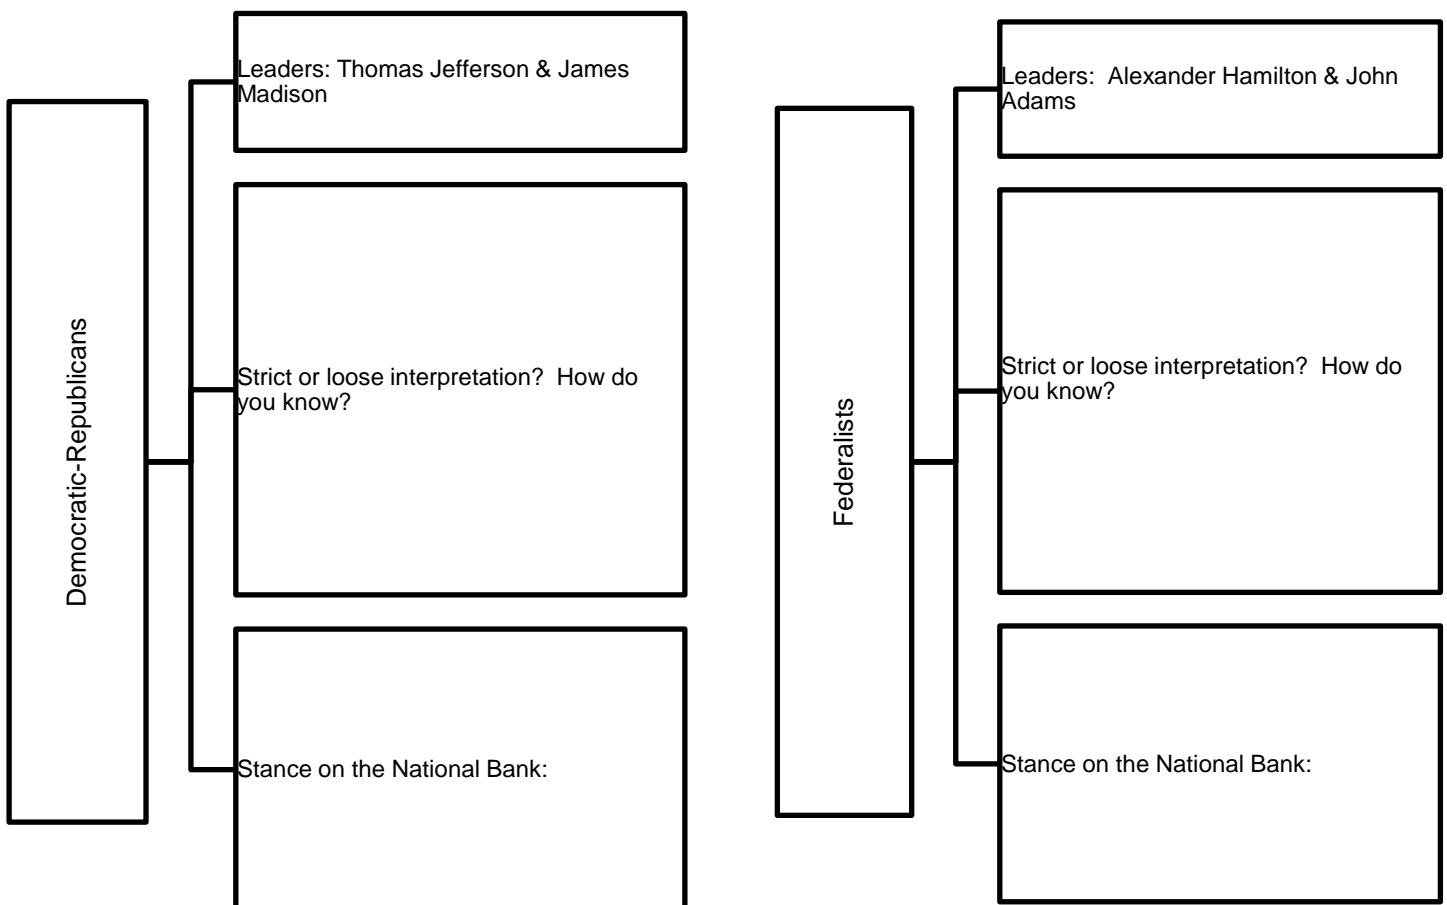 Democratic-Republicans
Leaders: Thomas Jefferson & James
Madison
Strict or loose interpretation?  How do
you know?
Stance on the National Bank:
Federalists
Leaders:  Alexander Hamilton & John
Adams
Strict or loose interpretation?  How do
you know?
Stance on the National Bank: